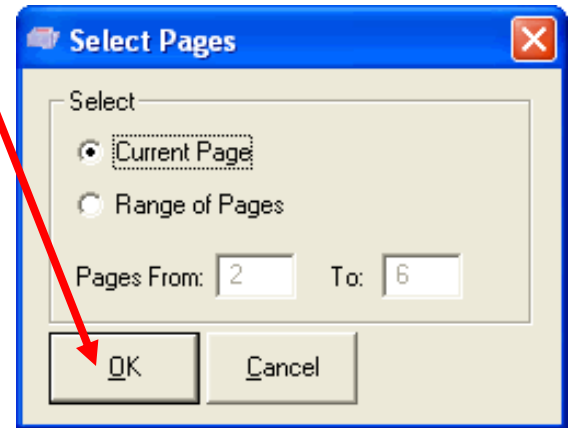 Select Pages
Select
Current Page
Range of Pages
Pages From: 2 To: 6
OK Cancel